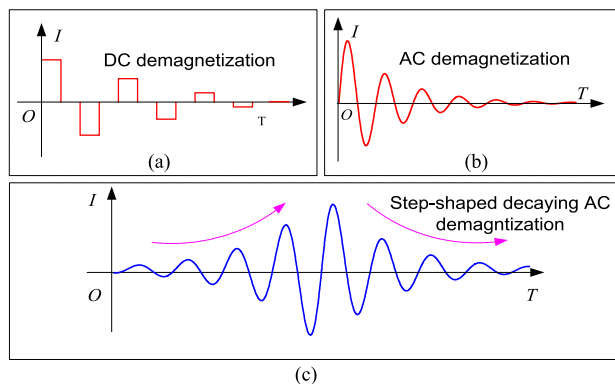 I
DC demagnetization
O
T
(a)
I
AC demagnetization
O
T
(b)
I
Step-shaped decaying AC
demagntization
O
T
(c)